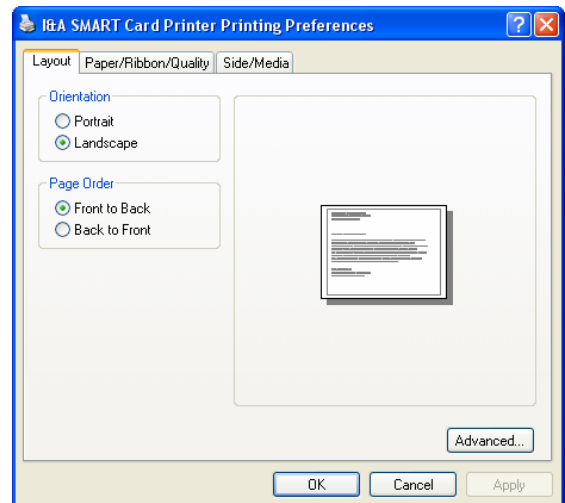 I&A SMART Card Printer Printing Preferences
Layout Paper/Ribbon/Quality Side/Media
Orientation
Portrait
Landscape
Page Order
Front to Back
Back to Front
Advanced...
OK Cancel Apply